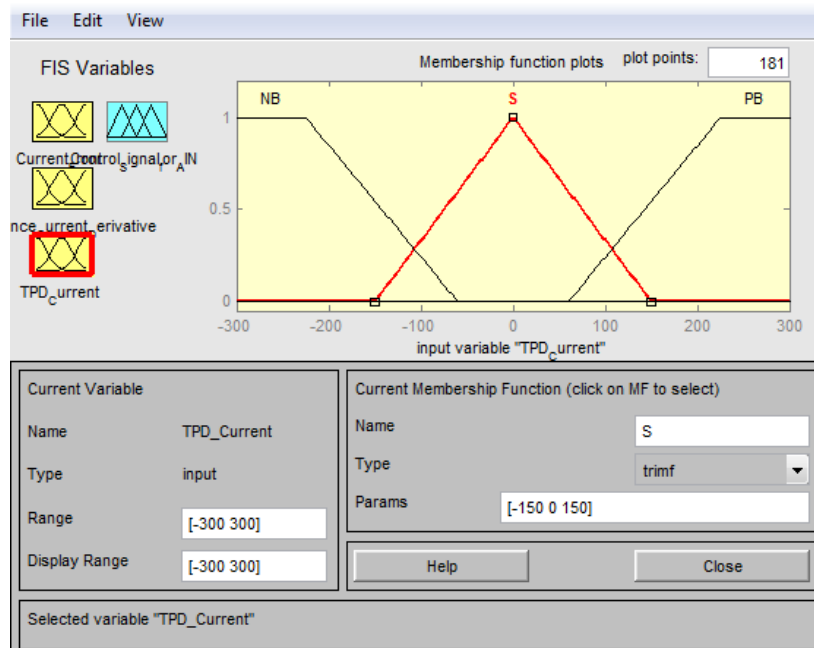 File Edit View
FIS Variables
Membership function plots plot points: 181
NB S PB
1
0.5
0
-300 -200 -100 0 100 200 300
input variable "TPD_Current"
TPD_Current
Current Variable
Name TPD_Current
Type input
Range [-300 300]
Display Range [-300 300]
Current Membership Function (click on MF to select)
Name S
Type trimf
Params [-150 0 150]
Help Close
Selected variable "TPD_Current"